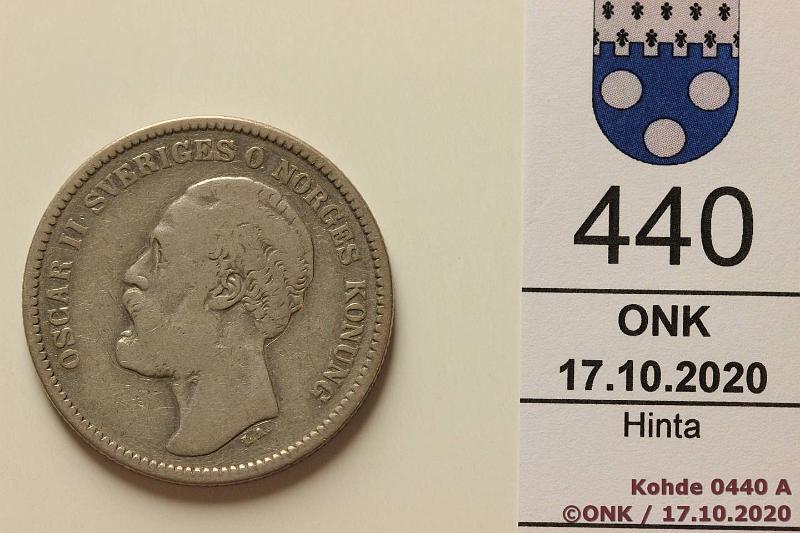 OSCAR II SVERIGES O. NORGES KONUNG
L.A.
440
ONK
17.10.2020
Hinta
Kohde 0440 A
©ONK / 17.10.2020